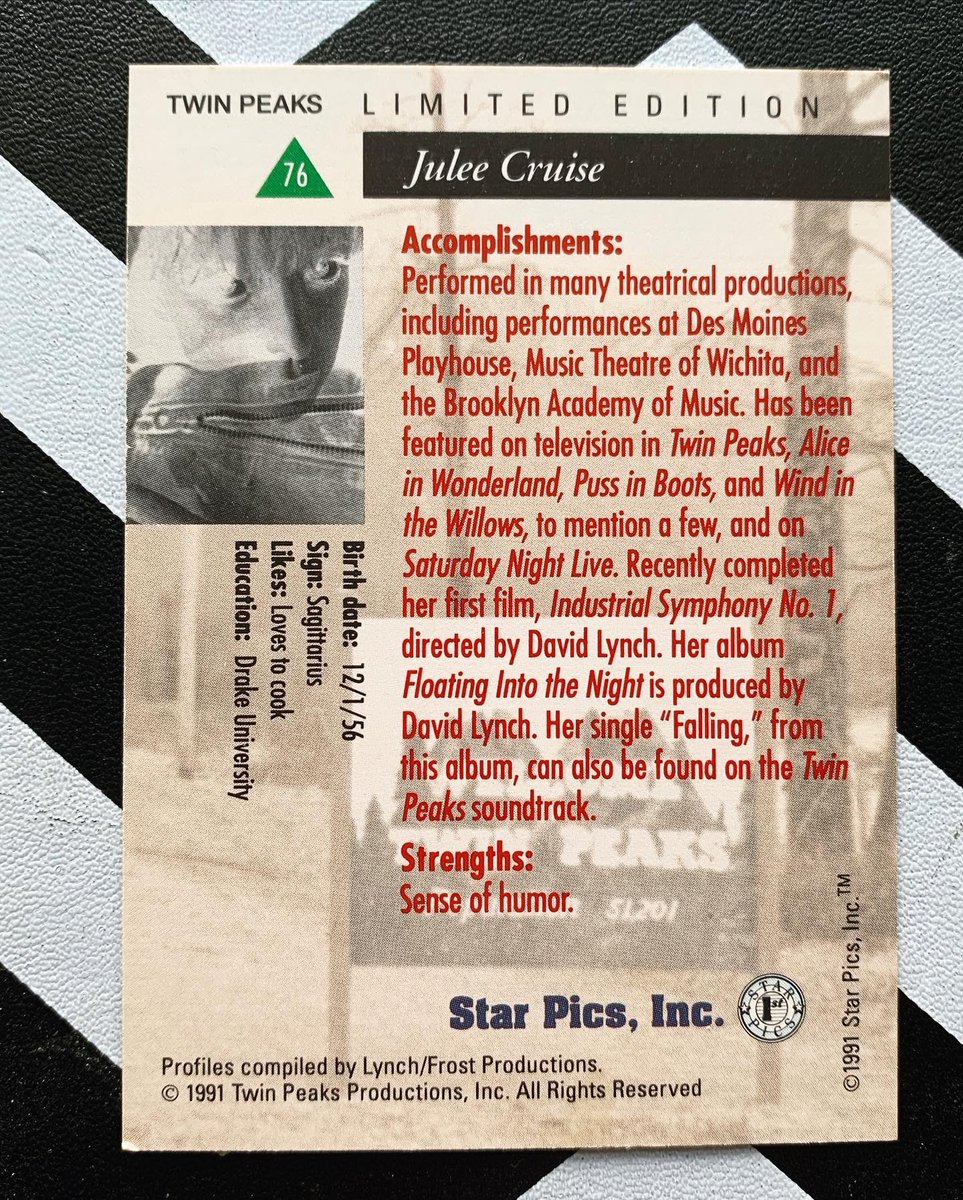 TWIN PEAKS LIMITED EDITION
76
Julee Cruise
Accomplishments:
Performed in many theatrical productions,
including performances at Des Moines
Playhouse, Music Theatre of Wichita, and
the Brooklyn Academy of Music. Has been
featured on television in Twin Peaks, Alice
in Wonderland, Puss in Boots, and Wind in
the Willows, to mention a few, and on
Saturday Night Live. Recently completed
her first film, Industrial Symphony No. 1,
directed by David Lynch. Her album
Floating Into the Night is produced by
David Lynch. Her single “Falling,” from
this album, can also be found on the Twin
Peaks soundtrack.
Strengths:
Sense of humor.
Birth date: 12/1/56
Sign: Sagittarius
Likes: Loves to cook
Education: Drake University
PEAKS
51,201
Star Pics, Inc.
STAR
1st
PICS
©1991 Star Pics, Inc.™
Profiles compiled by Lynch/Frost Productions.
© 1991 Twin Peaks Productions, Inc. All Rights Reserved